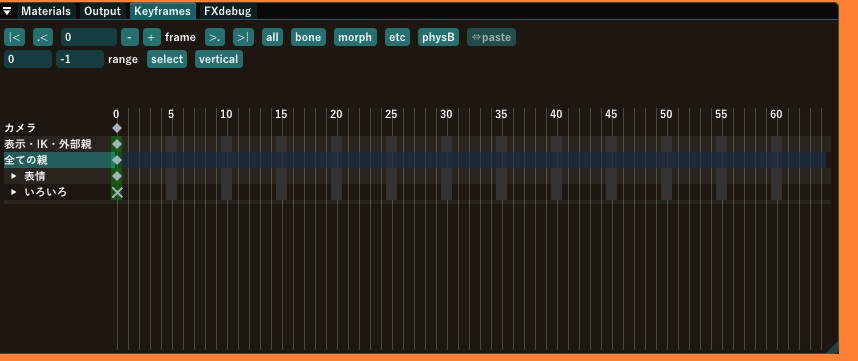 Materials Output Keyframes FXdebug
|< .< 0 - + frame >. >| all bone morph etc physB ⇔paste
0 -1 range select vertical
0 5 10 15 20 25 30 35 40 45 50 55 60
カメラ
表示・IK・外部親
全ての親
表情
いろいろ